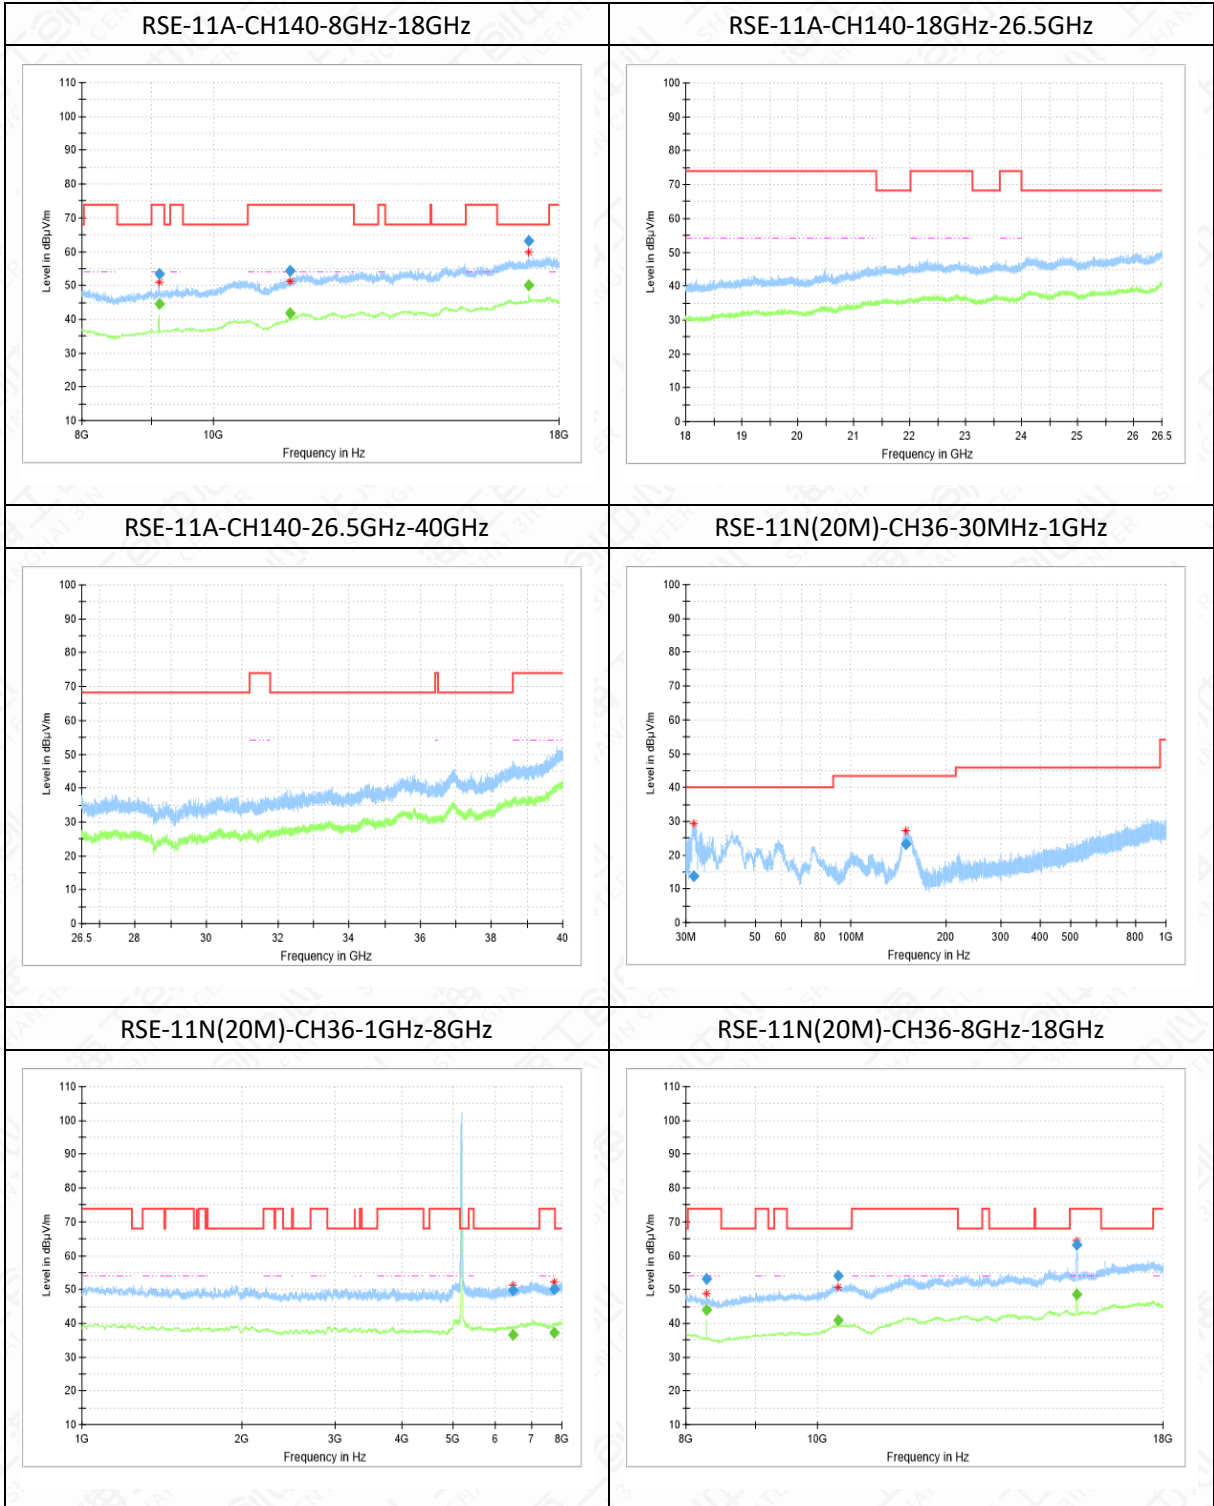 RSE-11A-CH140-8GHz-18GHz
RSE-11A-CH140-18GHz-26.5GHz
Level in dBµV/m
110
100
90
80
70
60
50
40
30
20
10
8G
10G
18G
Frequency in Hz
Level in dBµV/m
100
90
80
70
60
50
40
30
20
10
0
18
19
20
21
22
23
24
25
26
26.5
Frequency in GHz
RSE-11A-CH140-26.5GHz-40GHz
RSE-11N(20M)-CH36-30MHz-1GHz
Level in dBµV/m
100
90
80
70
60
50
40
30
20
10
0
26.5
28
30
32
34
36
38
40
Frequency in GHz
Level in dBµV/m
100
90
80
70
60
50
40
30
20
10
0
30M
50
60
80
100M
200
300
400
500
800
1G
Frequency in Hz
RSE-11N(20M)-CH36-1GHz-8GHz
RSE-11N(20M)-CH36-8GHz-18GHz
Level in dBµV/m
110
100
90
80
70
60
50
40
30
20
10
1G
2G
3G
4G
5G
6
7
8G
Frequency in Hz
Level in dBµV/m
110
100
90
80
70
60
50
40
30
20
10
8G
10G
18G
Frequency in Hz